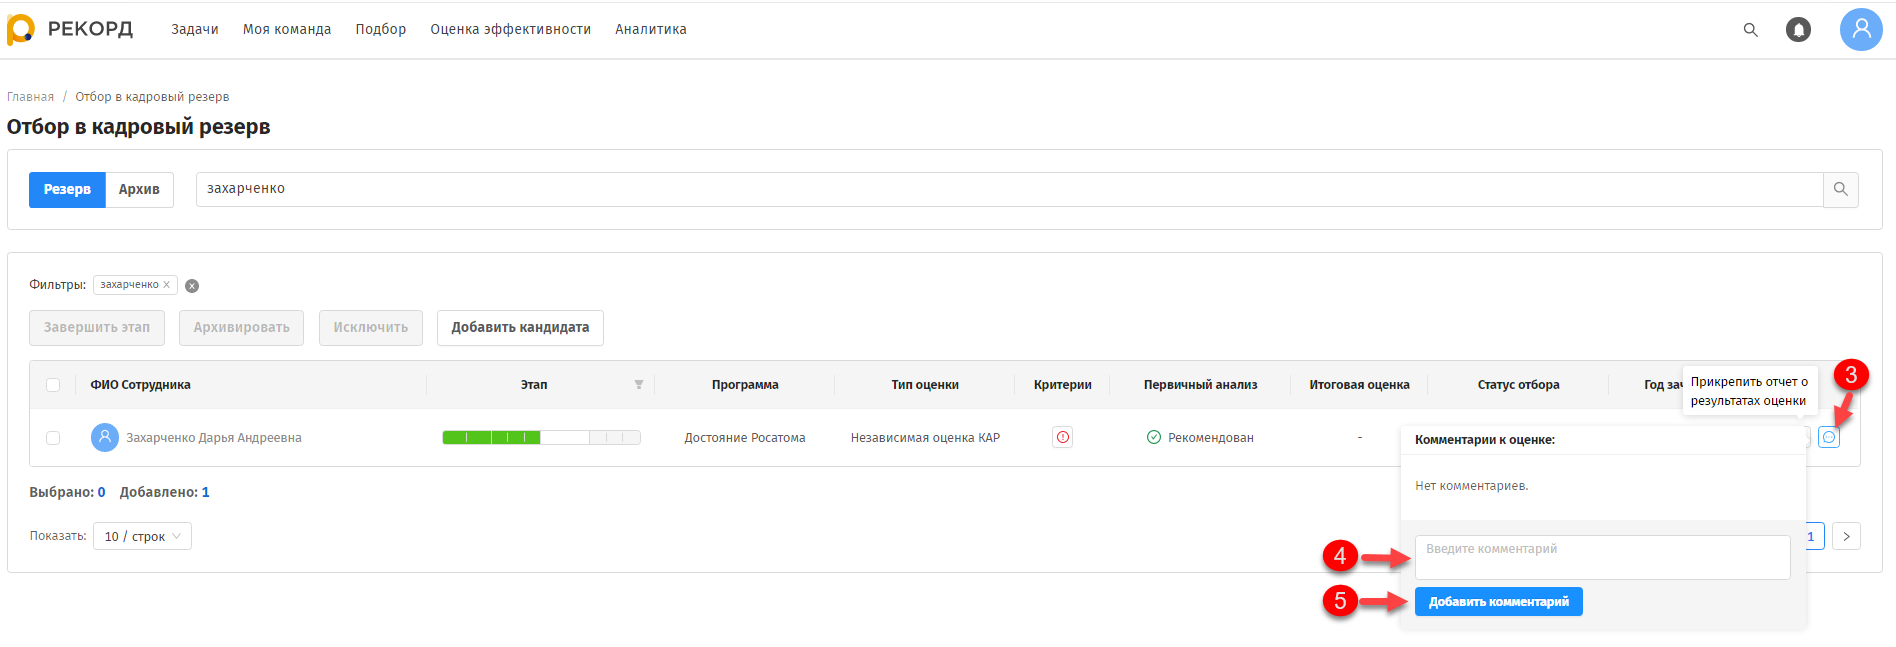 РЕКОРД
Задачи
Моя команда
Подбор
Оценка эффективности
Аналитика
Главная / Отбор в кадровый резерв
Отбор в кадровый резерв
Резерв
Архив
захарченко
Фильтры:
захарченко X
X
Завершить этап
Архивировать
Исключить
Добавить кандидата
ФИО Сотрудника
Этап
Программа
Тип оценки
Критерии
Первичный анализ
Итоговая оценка
Статус отбора
Год зач
Прикрепить отчет о
результатах оценки
3
Захарченко Дарья Андреевна
Достояние Росатома
Независимая оценка КАР
Рекомендован
-
Комментарии к оценке:
Нет комментариев.
Выбрано: 0
Добавлено: 1
Показать:
10 / строк
1
>
4
Введите комментарий
5
Добавить комментарий